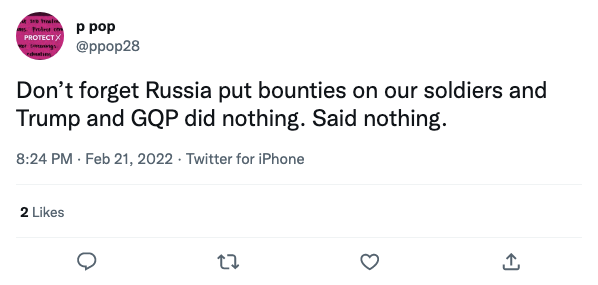 PROTECT
p pop
@ppop28
Don’t forget Russia put bounties on our soldiers and
Trump and GQP did nothing. Said nothing.
8:24 PM · Feb 21, 2022 · Twitter for iPhone
2 Likes